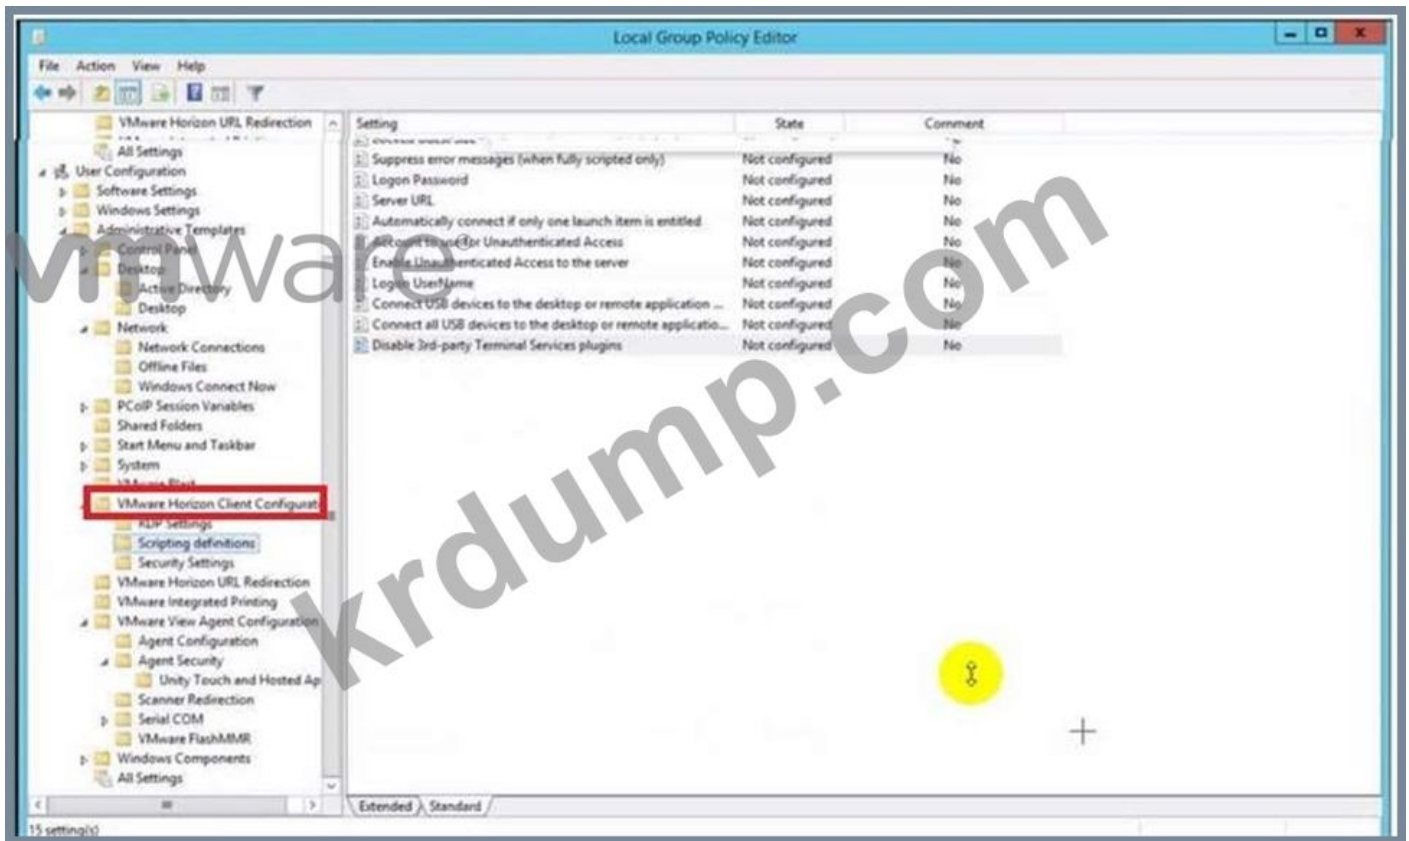 Local Group Policy Editor
File Action View Help
VMware Horizon URL Redirection
All Settings
User Configuration
Software Settings
Windows Settings
Administrative Templates
Control Panel
Desktop
Active Directory
Desktop
Network
Network Connections
Offline Files
Windows Connect Now
PCoIP Session Variables
Shared Folders
Start Menu and Taskbar
System
VMware Blast
VMware Horizon Client Configurat
RDP Settings
Scripting definitions
Security Settings
VMware Horizon URL Redirection
VMware Integrated Printing
VMware View Agent Configuration
Agent Configuration
Agent Security
Unity Touch and Hosted Ap
Scanner Redirection
Serial COM
VMware FlashMMR
Windows Components
All Settings
Setting State Comment
Suppress error messages (when fully scripted only) Not configured No
Logon Password Not configured No
Server URL Not configured No
Automatically connect if only one launch item is entitled Not configured No
Account to use for Unauthenticated Access Not configured No
Enable Unauthenticated Access to the server Not configured No
Logon UserName Not configured No
Connect USB devices to the desktop or remote application ... Not configured No
Connect all USB devices to the desktop or remote applicatio... Not configured No
Disable 3rd-party Terminal Services plugins Not configured No
Extended Standard
15 setting(s)
vmware®
krdump.com